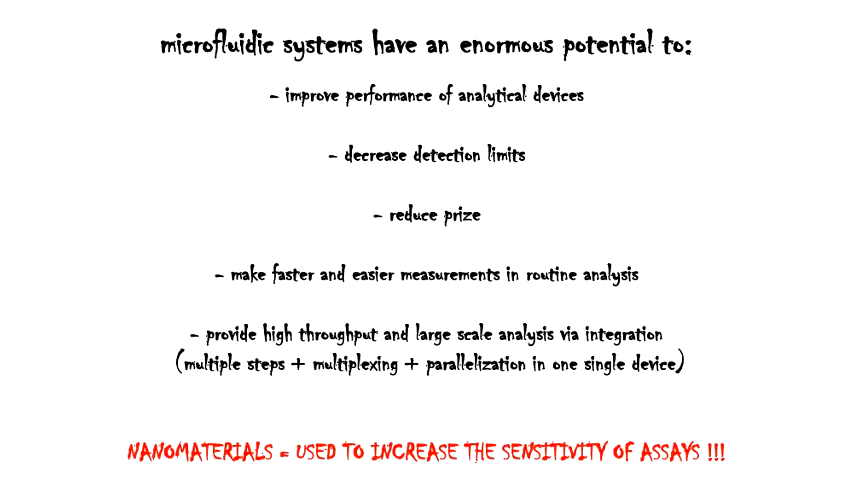 microfluidic systems have an enormous potential to:
- improve performance of analytical devices
- decrease detection limits
- reduce prize
- make faster and easier measurements in routine analysis
- provide high throughput and large scale analysis via integration
(multiple steps + multiplexing + parallelization in one single device)
NANOMATERIALS = USED TO INCREASE THE SENSITIVITY OF ASSAYS !!!